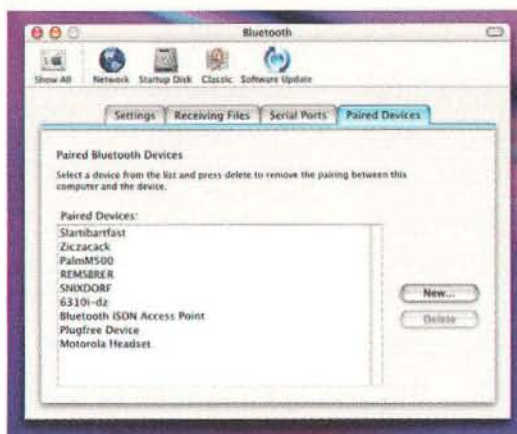 Bluetooth
Show All Network Startup Disk Classic Software Update
Settings Receiving Files Serial Ports Paired Devices
Paired Bluetooth Devices
Select a device from the list and press delete to remove the pairing between this
computer and the device.
Paired Devices:
Slartibartfast
Ziczacack
PalmM500
REMSBRER
SNIXDORF
6310i-dz
Bluetooth ISDN Access Point
Plugfree Device
Motorola Headset
New...
Delete